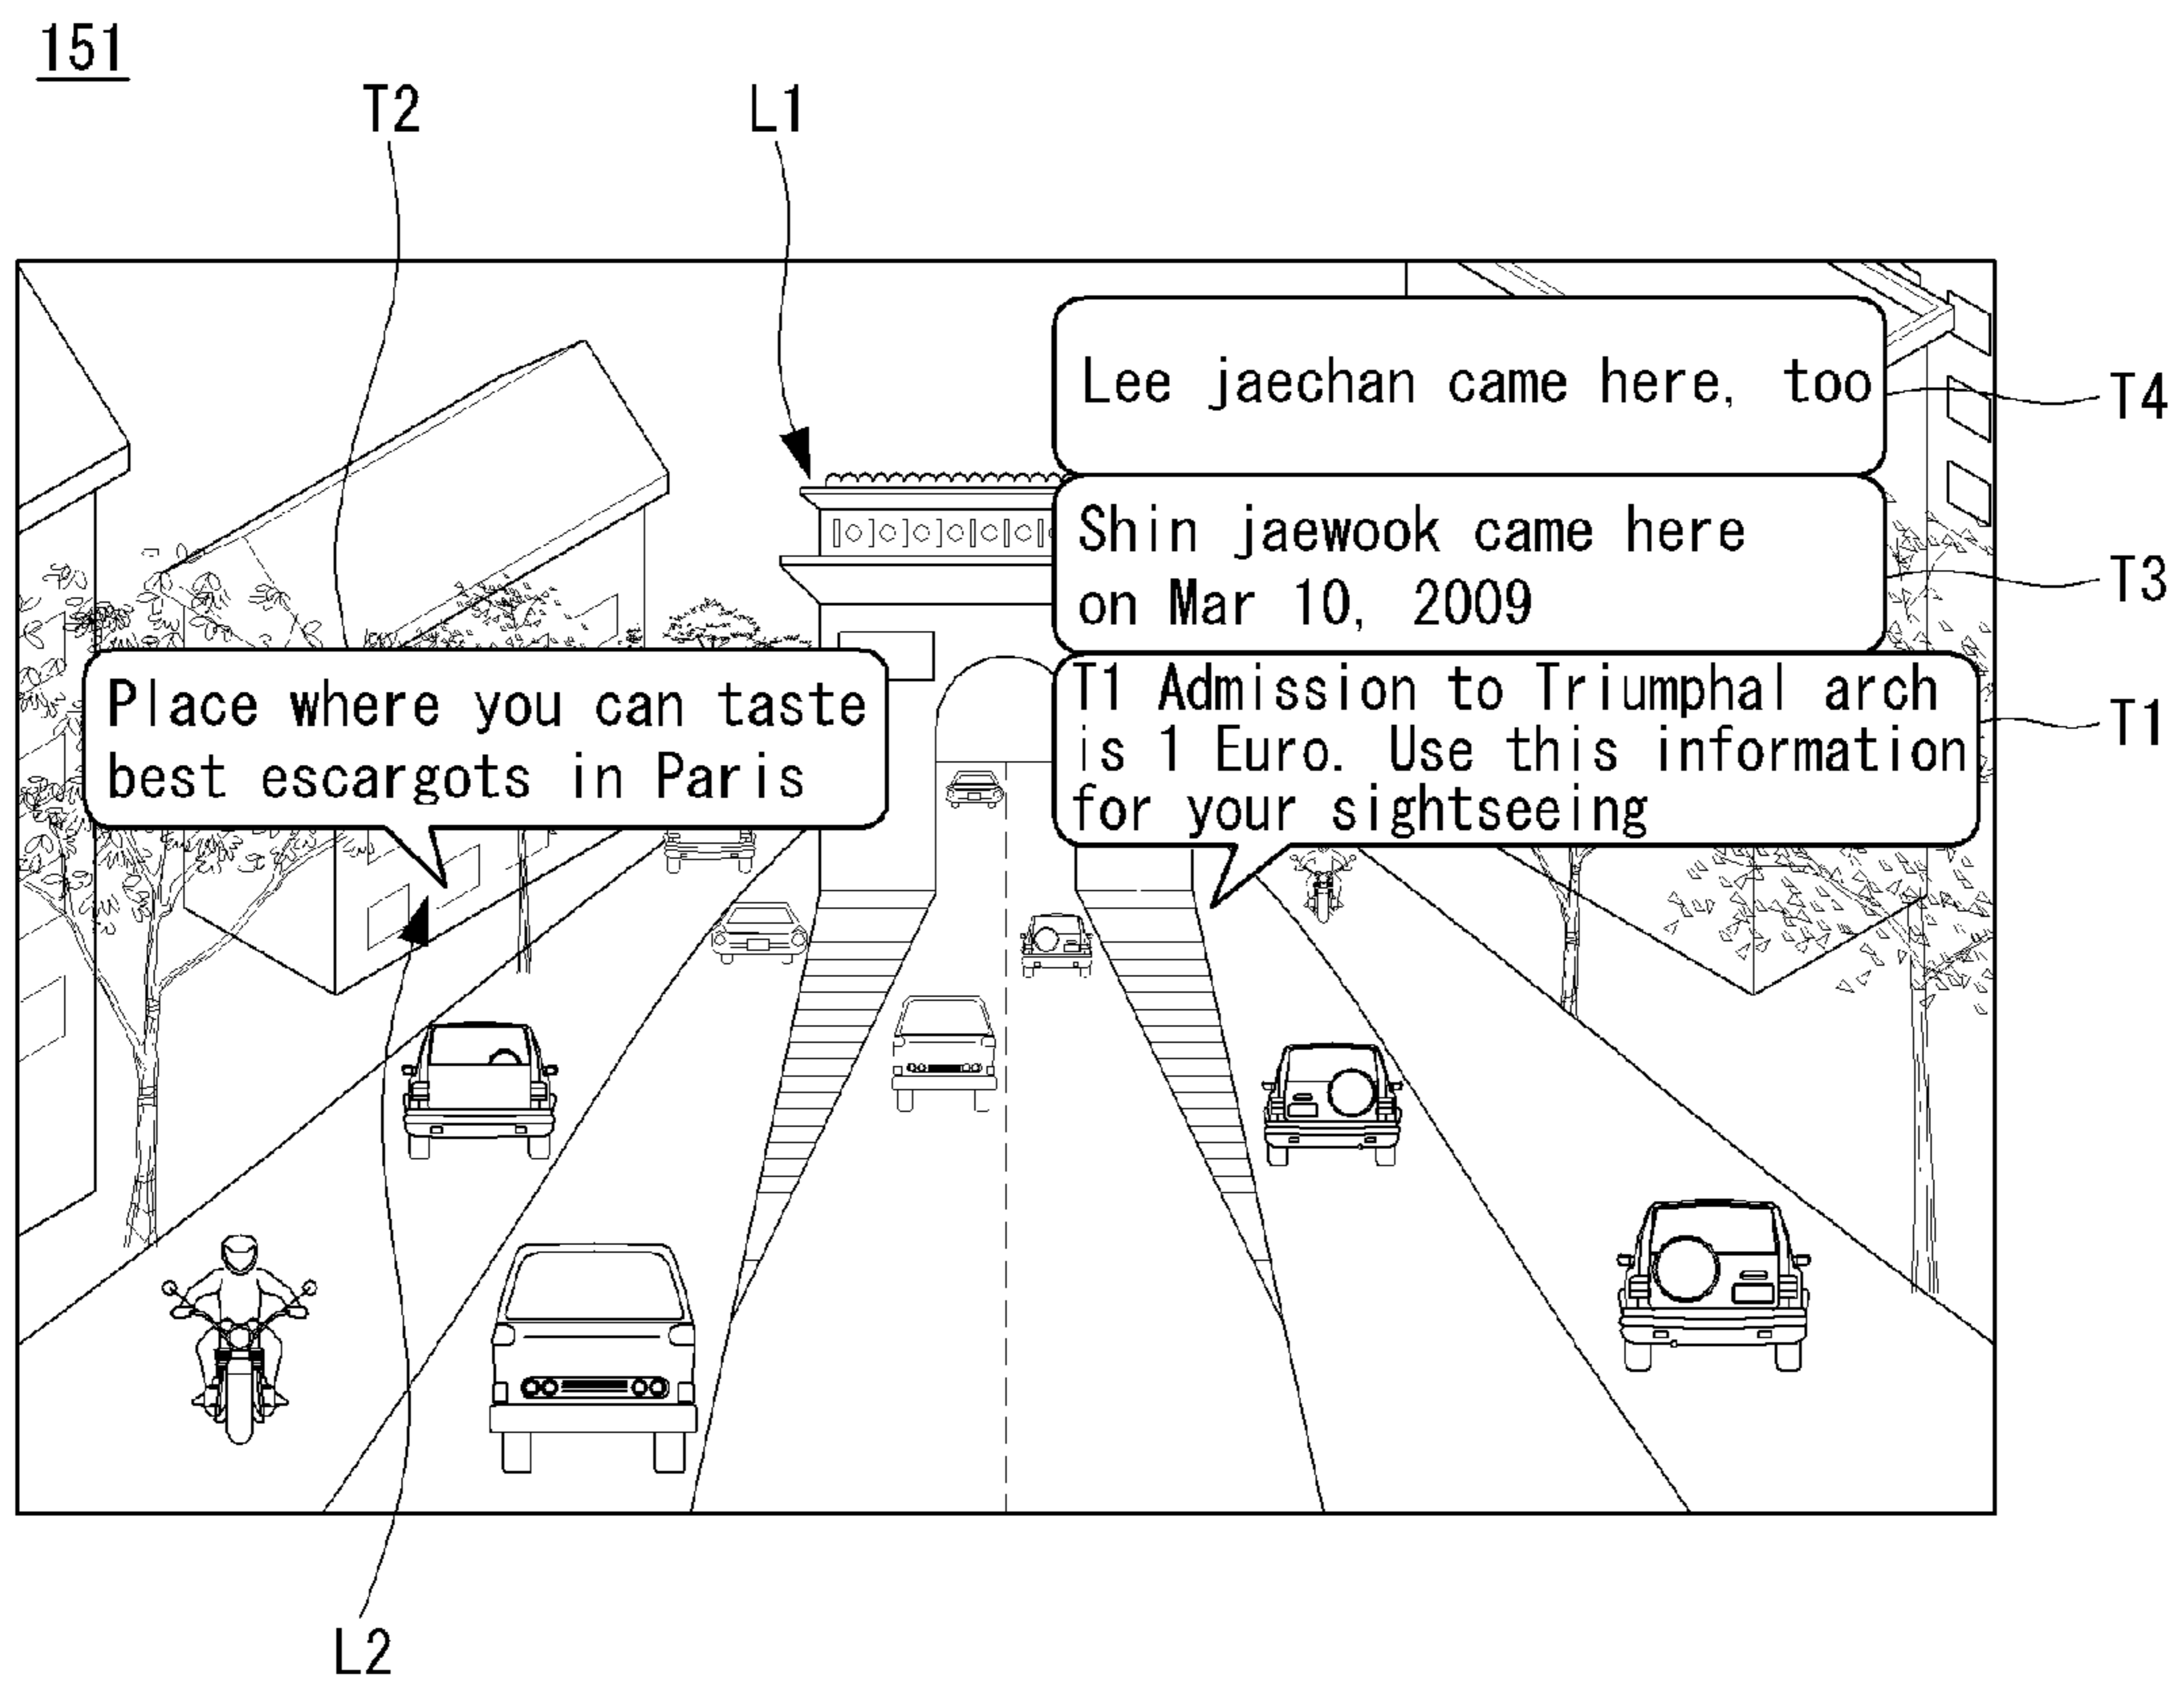 151
T2
L1
Lee jaechan came here, too
T4
Shin jaewook came here
on Mar 10, 2009
T3
Place where you can taste
best escargots in Paris
T1 Admission to Triumphal arch
is 1 Euro. Use this information
for your sightseeing
T1
L2